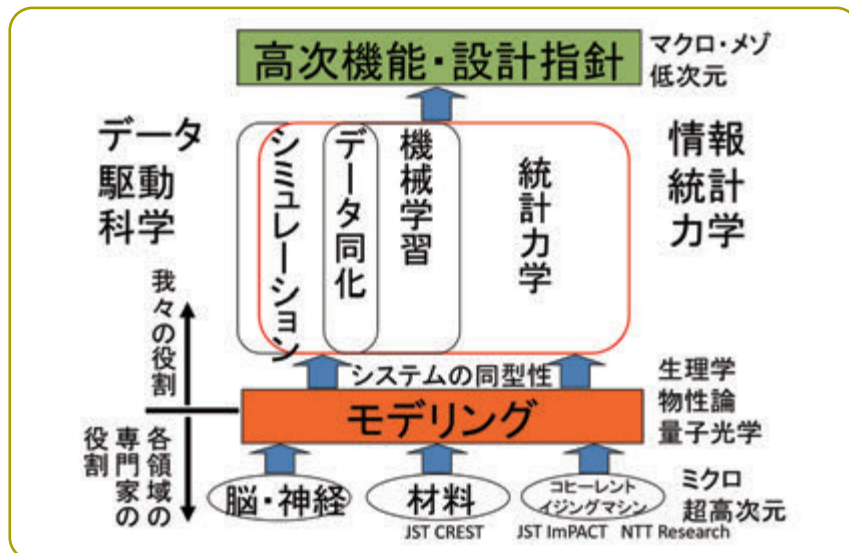 高次機能・設計指針
マクロ・メゾ
低次元
データ
駆動
科学
シミュレーション
データ同化
機械学習
統計力学
情報
統計
力学
我々の役割
システムの同型性
生理学
物性論
量子光学
モデリング
各領域の
専門家の
役割
脳・神経
材料
コヒーレント
イジングマシン
ミクロ
超高次元
JST CREST
JST ImPACT NTT Research